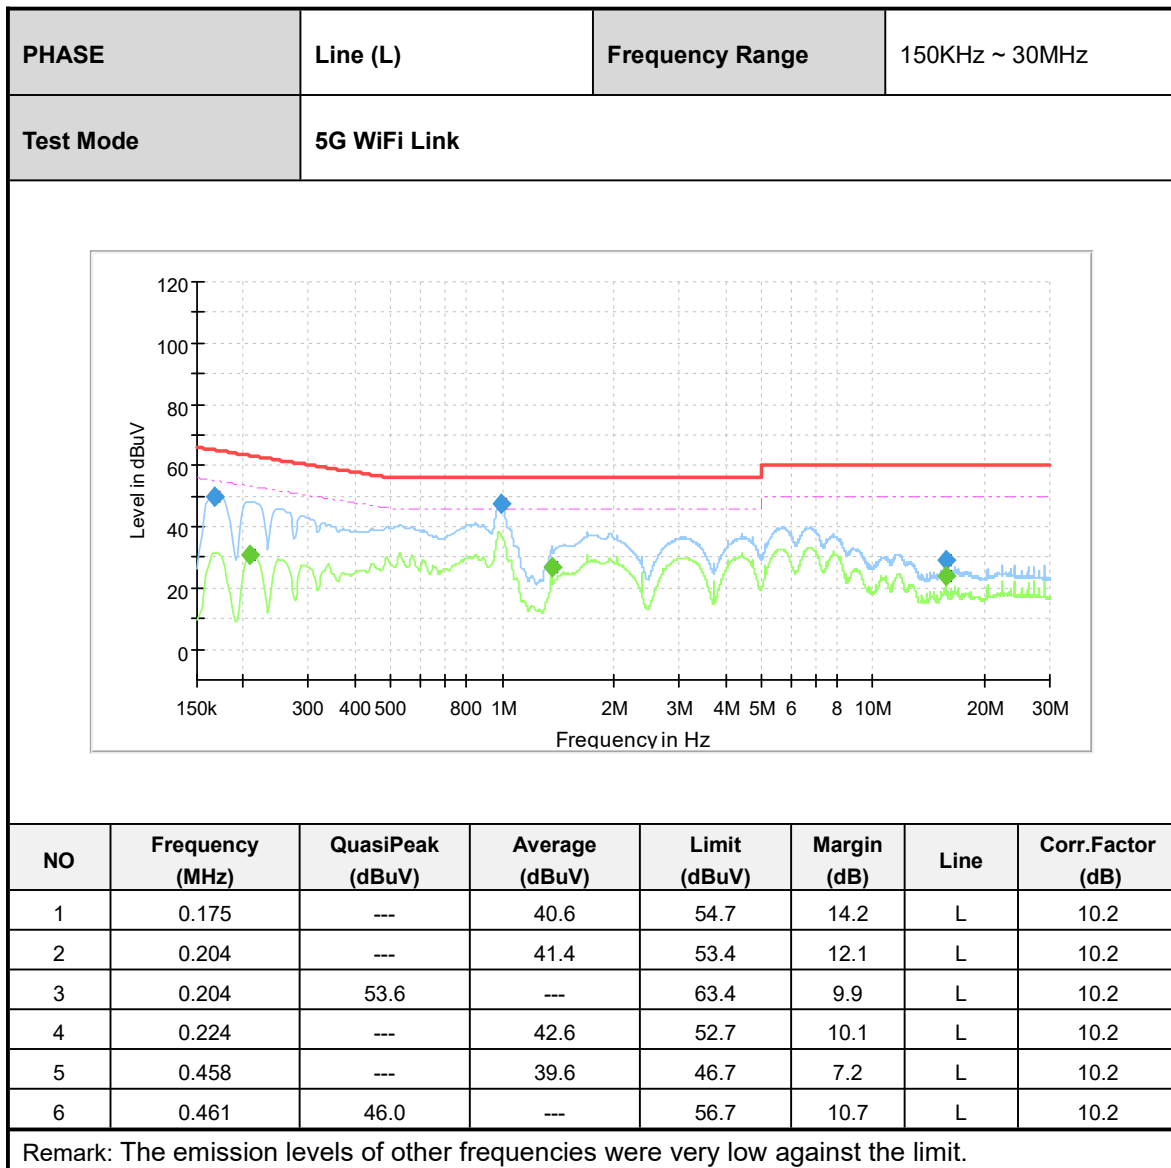 PHASE Line (L) Frequency Range 150KHz ~ 30MHz
Test Mode 5G WiFi Link
120
100
80
60
40
20
0
Level in dBuV
150k 300 400 500 800 1M 2M 3M 4M 5M 6 8 10M 20M 30M
Frequency in Hz
NO Frequency (MHz) QuasiPeak (dBuV) Average (dBuV) Limit (dBuV) Margin (dB) Line Corr.Factor (dB)
1 0.175 --- 40.6 54.7 14.2 L 10.2
2 0.204 --- 41.4 53.4 12.1 L 10.2
3 0.204 53.6 --- 63.4 9.9 L 10.2
4 0.224 --- 42.6 52.7 10.1 L 10.2
5 0.458 --- 39.6 46.7 7.2 L 10.2
6 0.461 46.0 --- 56.7 10.7 L 10.2
Remark: The emission levels of other frequencies were very low against the limit.